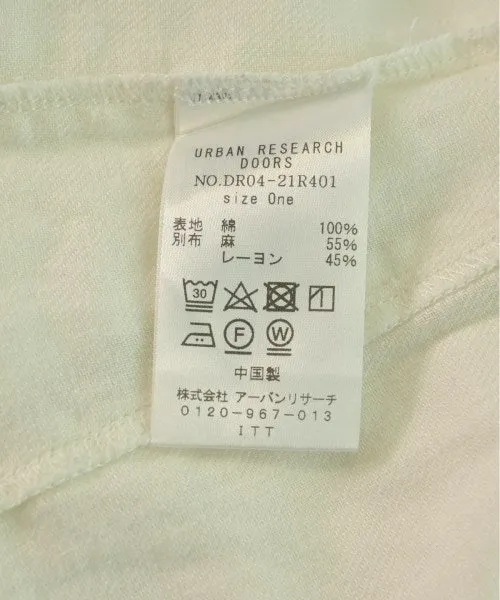 URBAN RESEARCH
DOORS
NO.DR04-21R401
size One
表地 綿 100%
別布 麻 55%
レーヨン 45%
30
F W
中国製
株式会社 アーバンリサーチ
0120-967-013
ITT